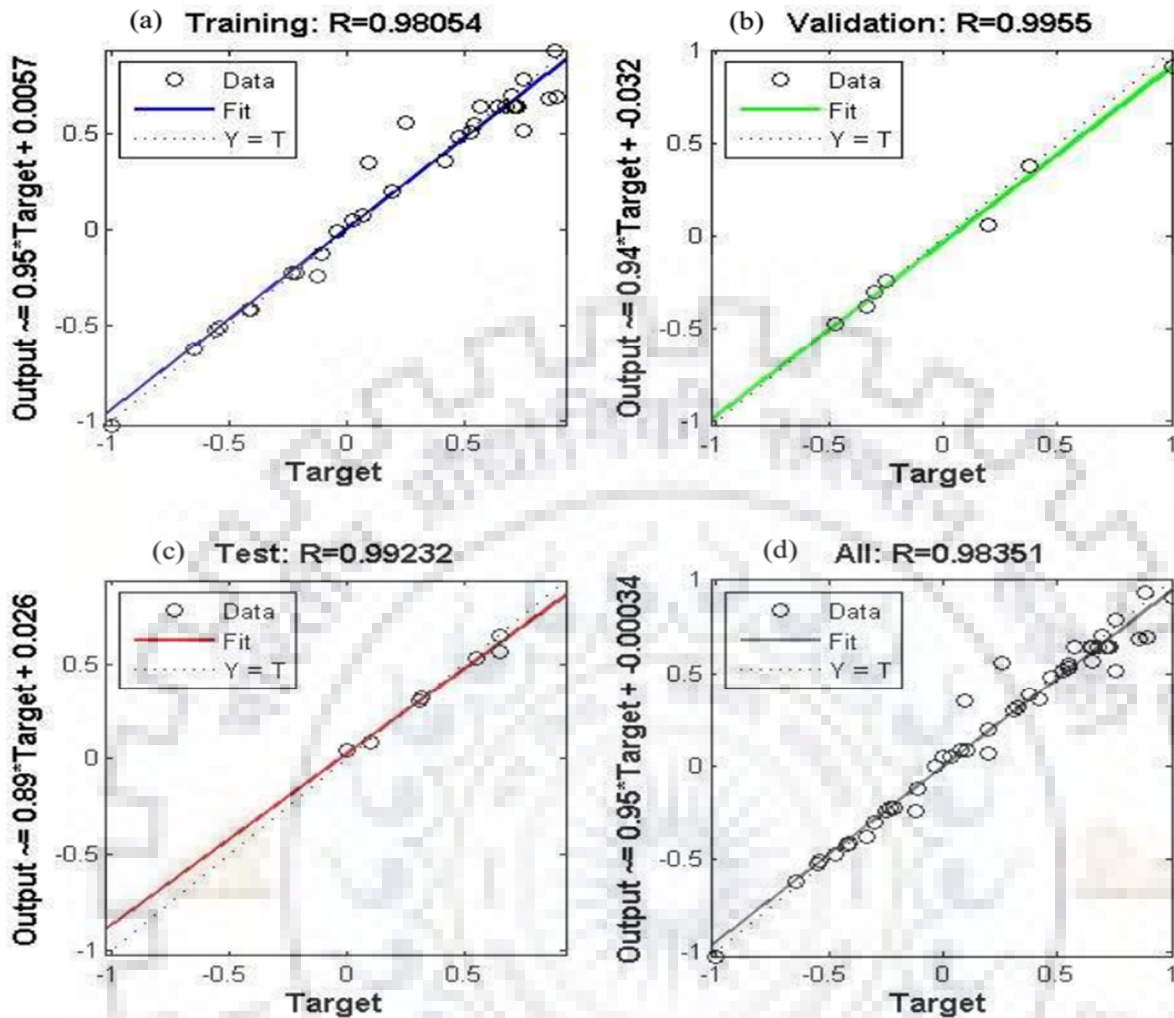 (a) Training: R=0.98054
Output ~= 0.95*Target + 0.0057
Data
Fit
Y = T
0.5
0
-0.5
-1
-1 -0.5 0 0.5
Target
(b) Validation: R=0.9955
Output ~= 0.94*Target + -0.032
Data
Fit
Y = T
1
0.5
0
-0.5
-1
-1 -0.5 0 0.5 1
Target
(c) Test: R=0.99232
Output ~= 0.89*Target + 0.026
Data
Fit
Y = T
0.5
0
-0.5
-1
-1 -0.5 0 0.5
Target
(d) All: R=0.98351
Output ~= 0.95*Target + -0.00034
Data
Fit
Y = T
1
0.5
0
-0.5
-1
-1 -0.5 0 0.5 1
Target